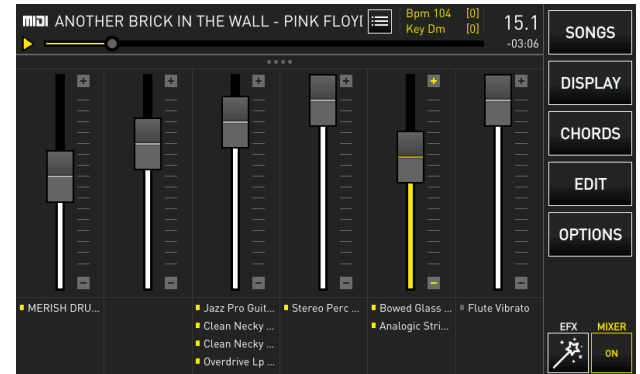 MIDI ANOTHER BRICK IN THE WALL - PINK FLOYI
Bpm 104 [0]
Key Dm [0]
15.1
-03:06
SONGS
DISPLAY
CHORDS
EDIT
OPTIONS
MERISH DRU...
Jazz Pro Guit...
Clean Necky ...
Clean Necky ...
Overdrive Lp ...
Stereo Perc ...
Bowed Glass ...
Analogic Stri...
Flute Vibrato
EFX MIXER
ON